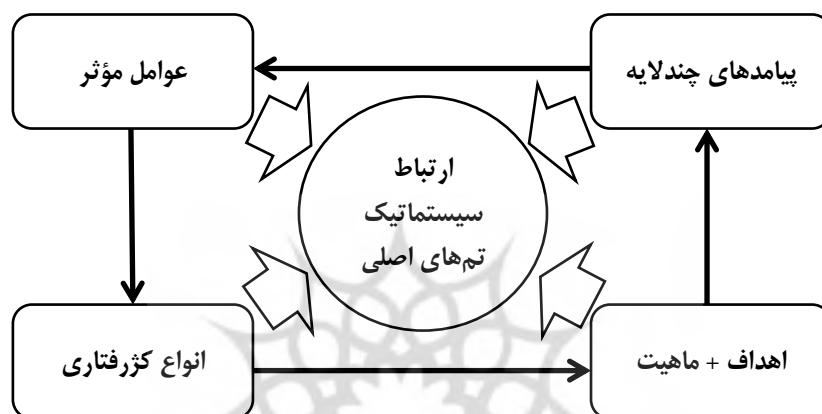 پیامدهای چندلایه
عوامل مؤثر
ارتباط
سیستماتیک
تم‌های اصلی
اهداف + ماهیت
انواع کژرفتاری